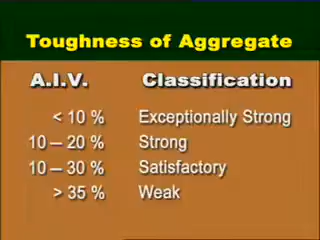 Toughness of Aggregate
A.I.V. Classification
< 10 % Exceptionally Strong
10 – 20 % Strong
10 – 30 % Satisfactory
> 35 % Weak